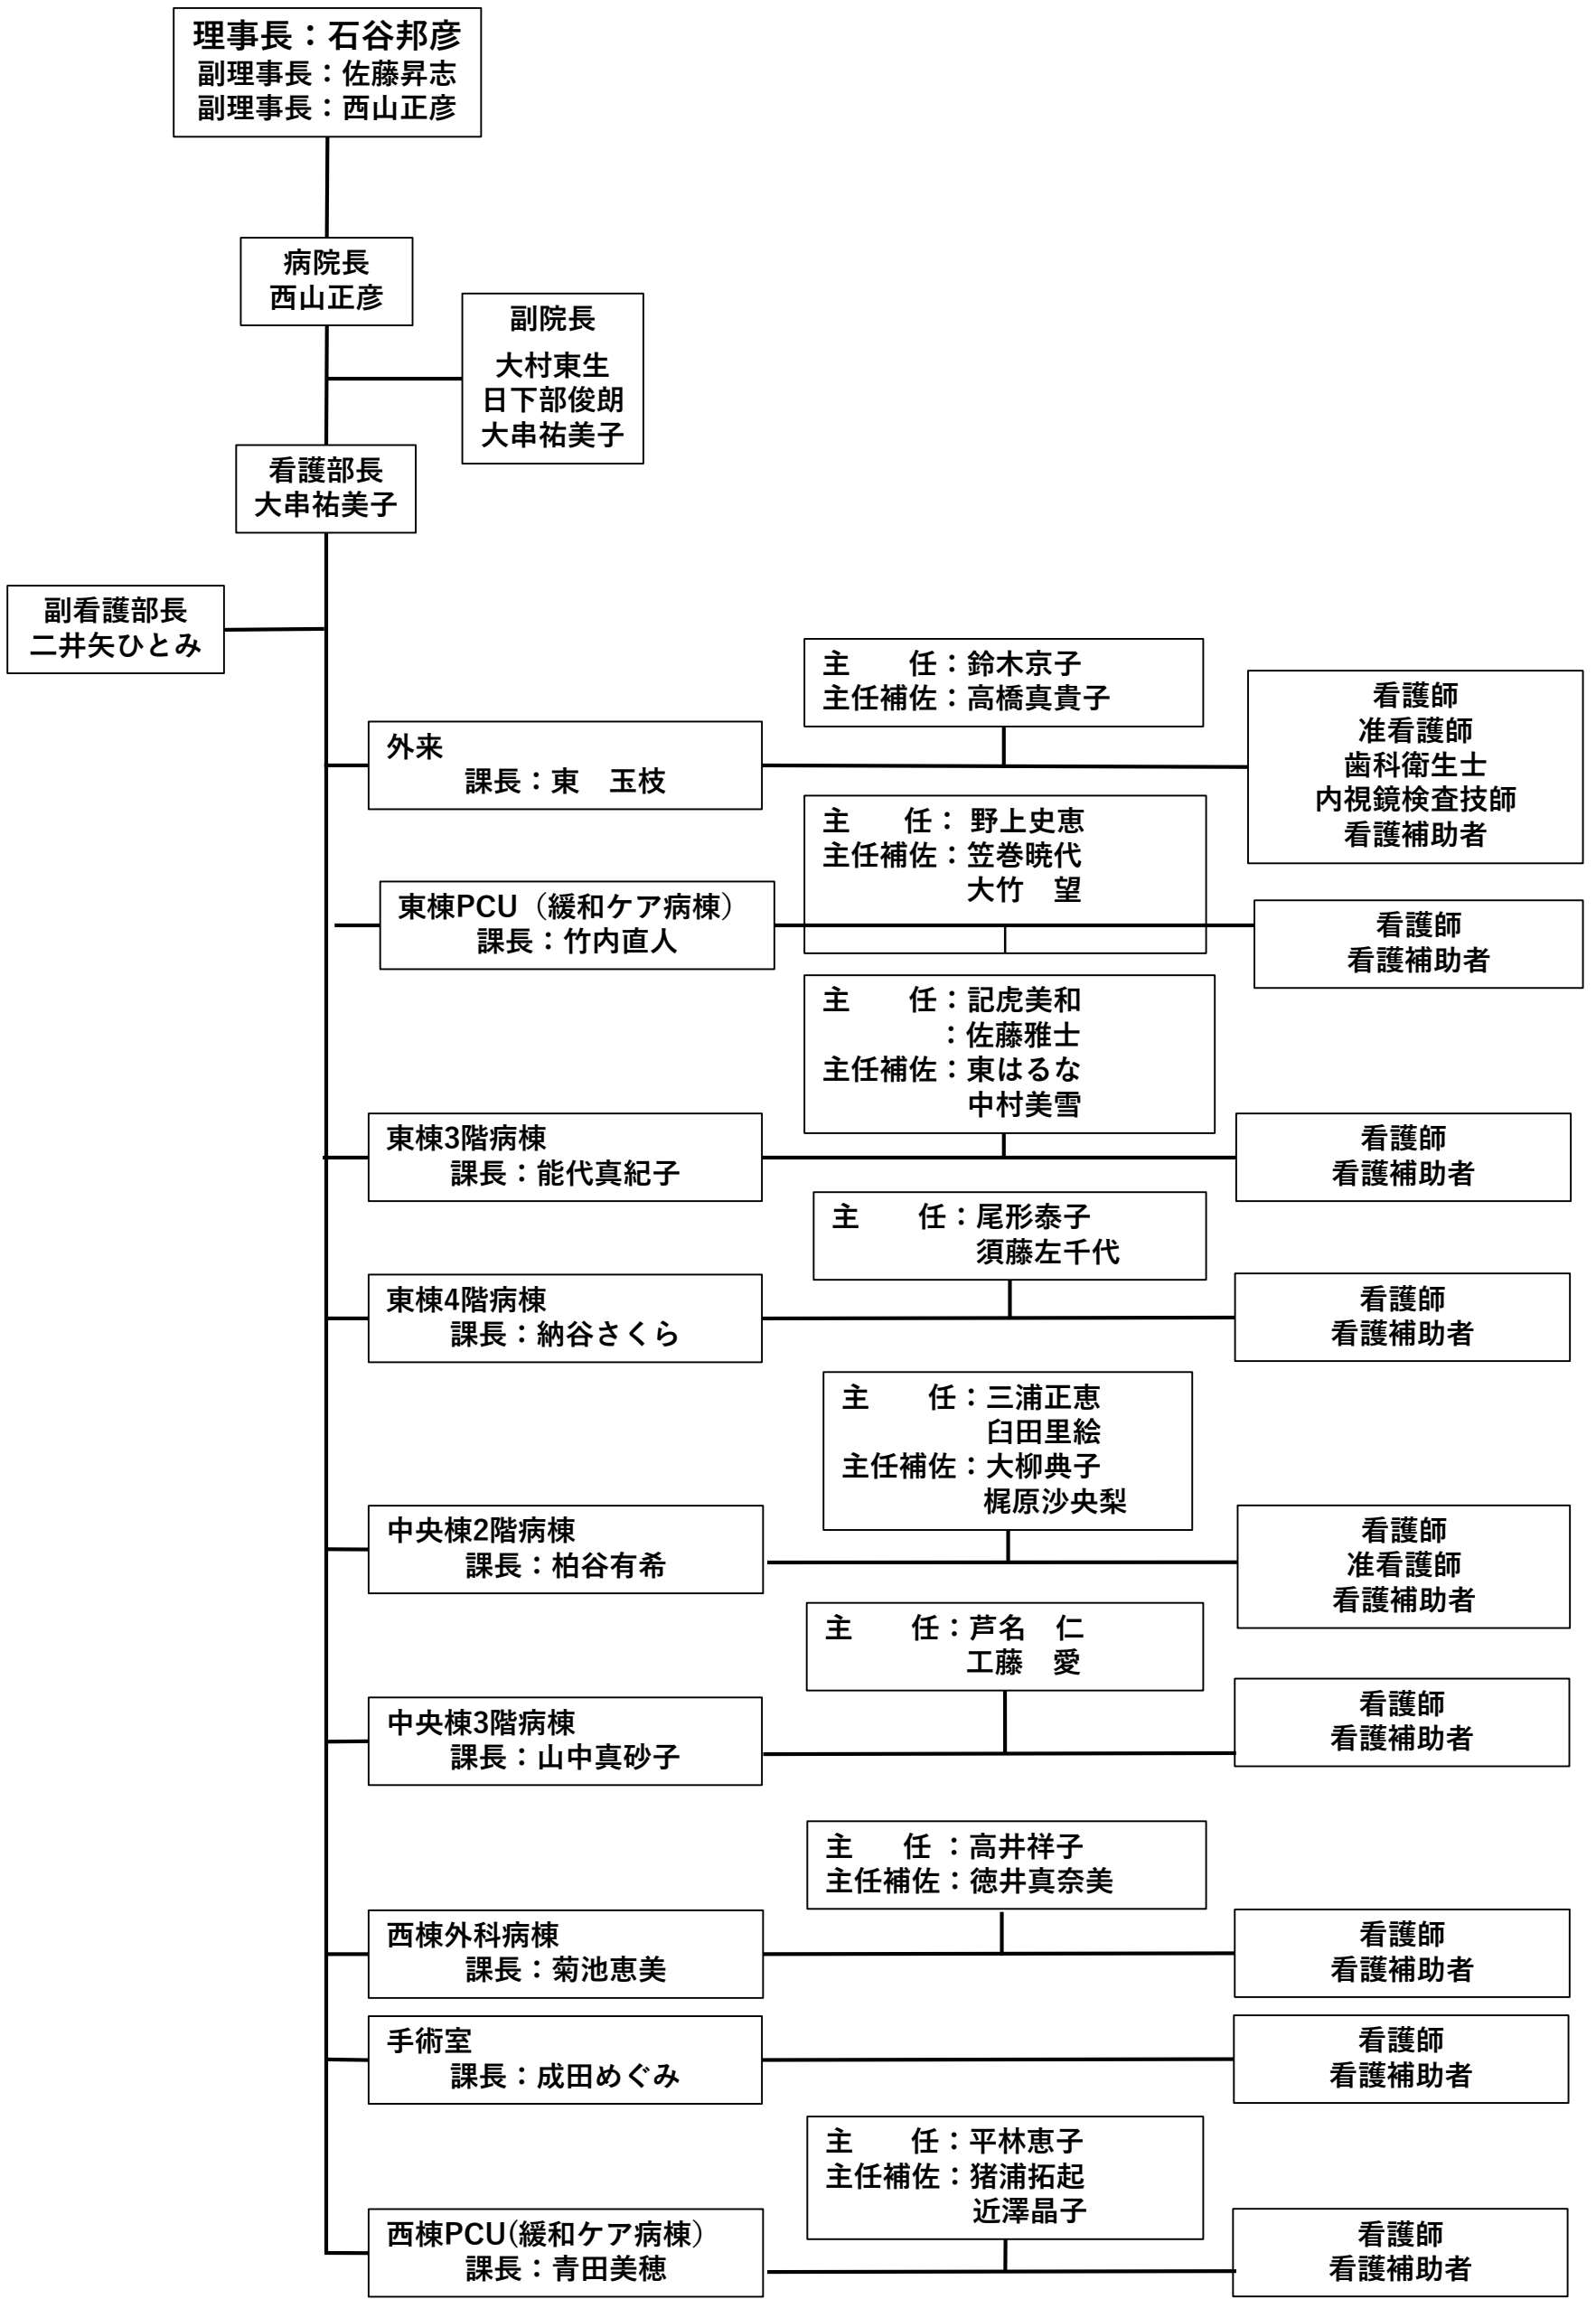 理事長：石谷邦彦
副理事長：佐藤昇志
副理事長：西山正彦
病院長
西山正彦
副院長
大村東生
日下部俊朗
大串祐美子
看護部長
大串祐美子
副看護部長
二井矢ひとみ
主　　任：鈴木京子
主任補佐：高橋真貴子
外来
課長：東　玉枝
看護師
准看護師
歯科衛生士
内視鏡検査技師
看護補助者
主　　任： 野上史恵
主任補佐：笠巻暁代
大竹　望
東棟PCU（緩和ケア病棟）
課長：竹内直人
看護師
看護補助者
主　　任：記虎美和
：佐藤雅士
主任補佐：東はるな
中村美雪
東棟3階病棟
課長：能代真紀子
看護師
看護補助者
主　　任：尾形泰子
須藤左千代
東棟4階病棟
課長：納谷さくら
看護師
看護補助者
主　　任：三浦正恵
臼田里絵
主任補佐：大柳典子
梶原沙央梨
中央棟2階病棟
課長：柏谷有希
看護師
准看護師
看護補助者
主　　任：芦名　仁
工藤　愛
中央棟3階病棟
課長：山中真砂子
看護師
看護補助者
主　　任 ：高井祥子
主任補佐：徳井真奈美
西棟外科病棟
課長：菊池恵美
看護師
看護補助者
手術室
課長：成田めぐみ
看護師
看護補助者
主　　任：平林恵子
主任補佐：猪浦拓起
近澤晶子
西棟PCU(緩和ケア病棟）
課長：青田美穂
看護師
看護補助者